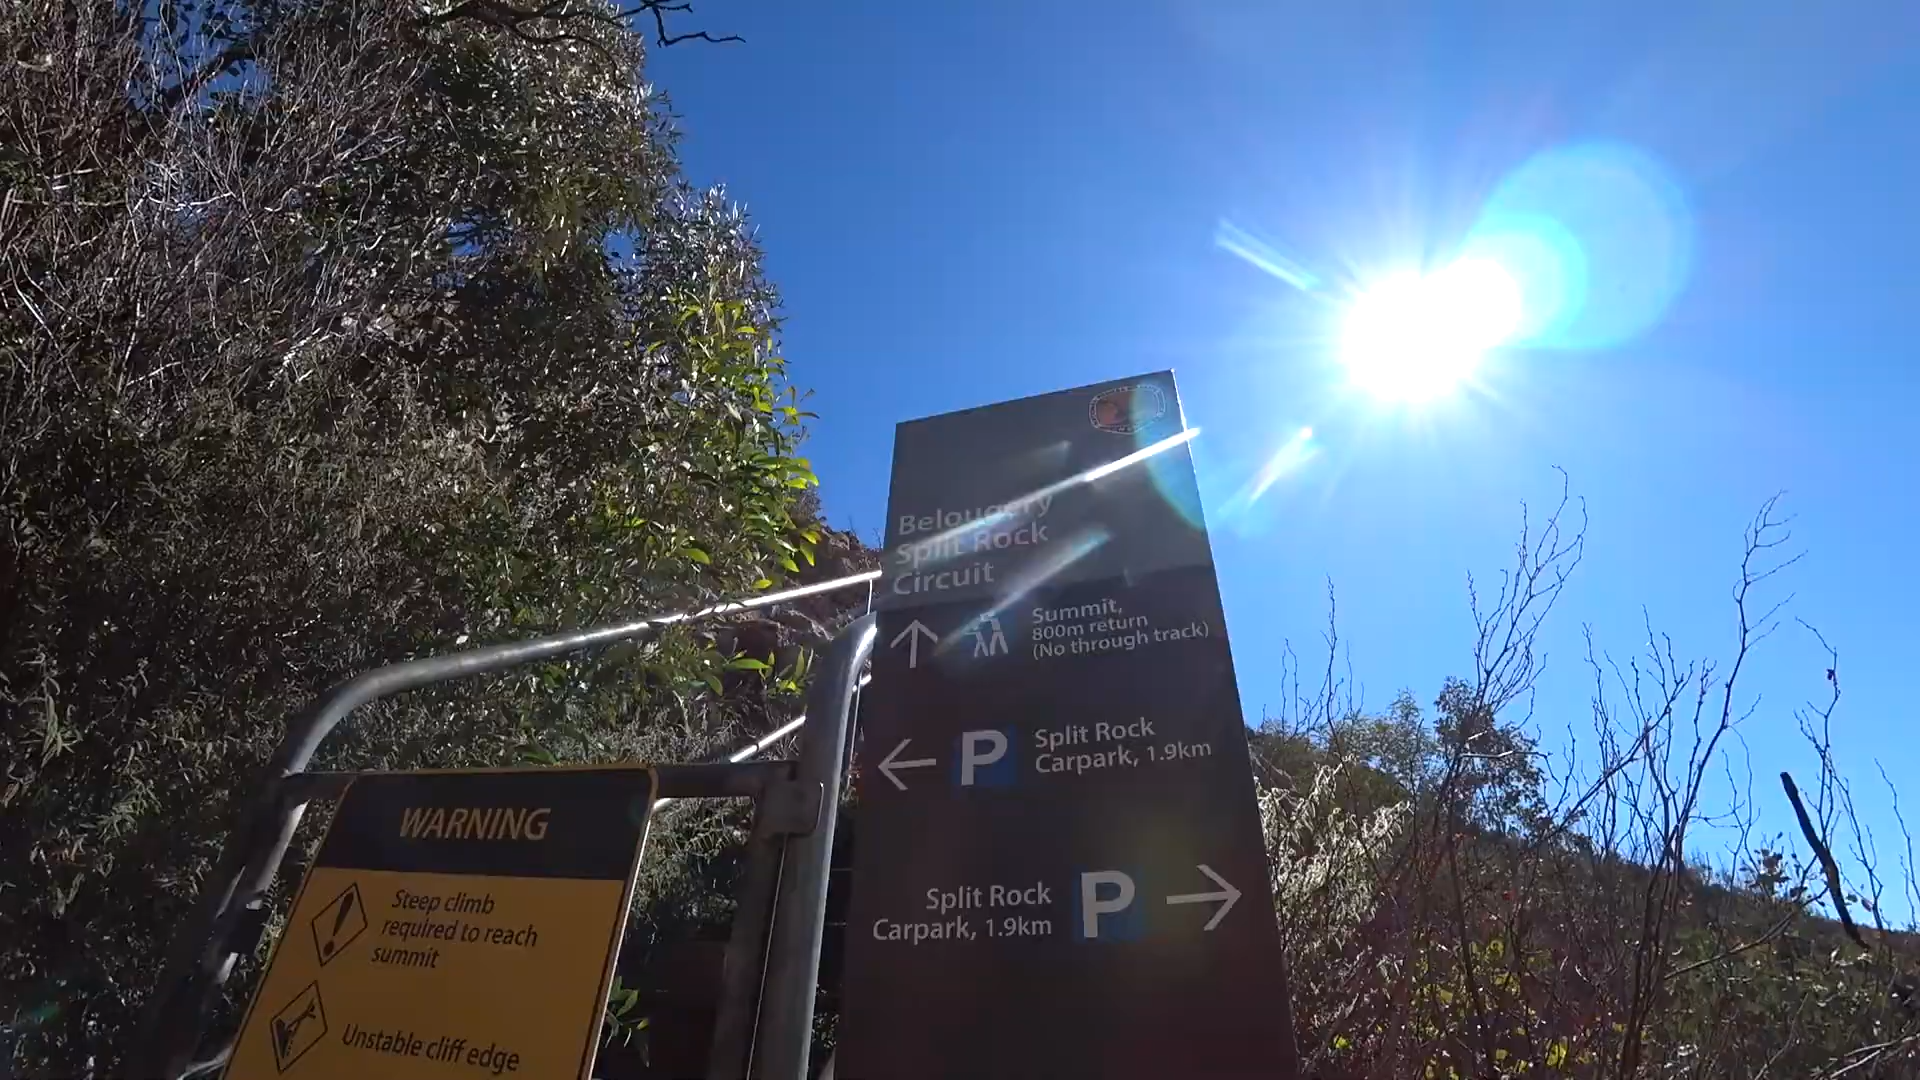 Belougery
Split Rock
Circuit
Summit,
800m return
(No through track)
P
Split Rock
Carpark, 1.9km
Split Rock
Carpark, 1.9km
P
WARNING
Steep climb
required to reach
summit
Unstable cliff edge